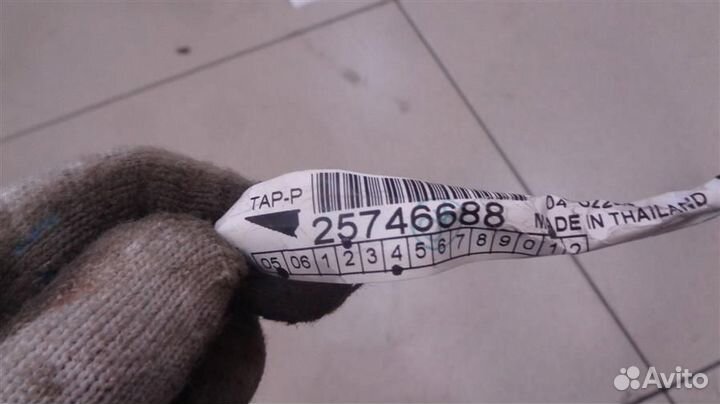 TAP-P
25746688
MADE IN THAILAND
05 06 1 2 3 4 5 6 7 8 9 0 1 2
Avito